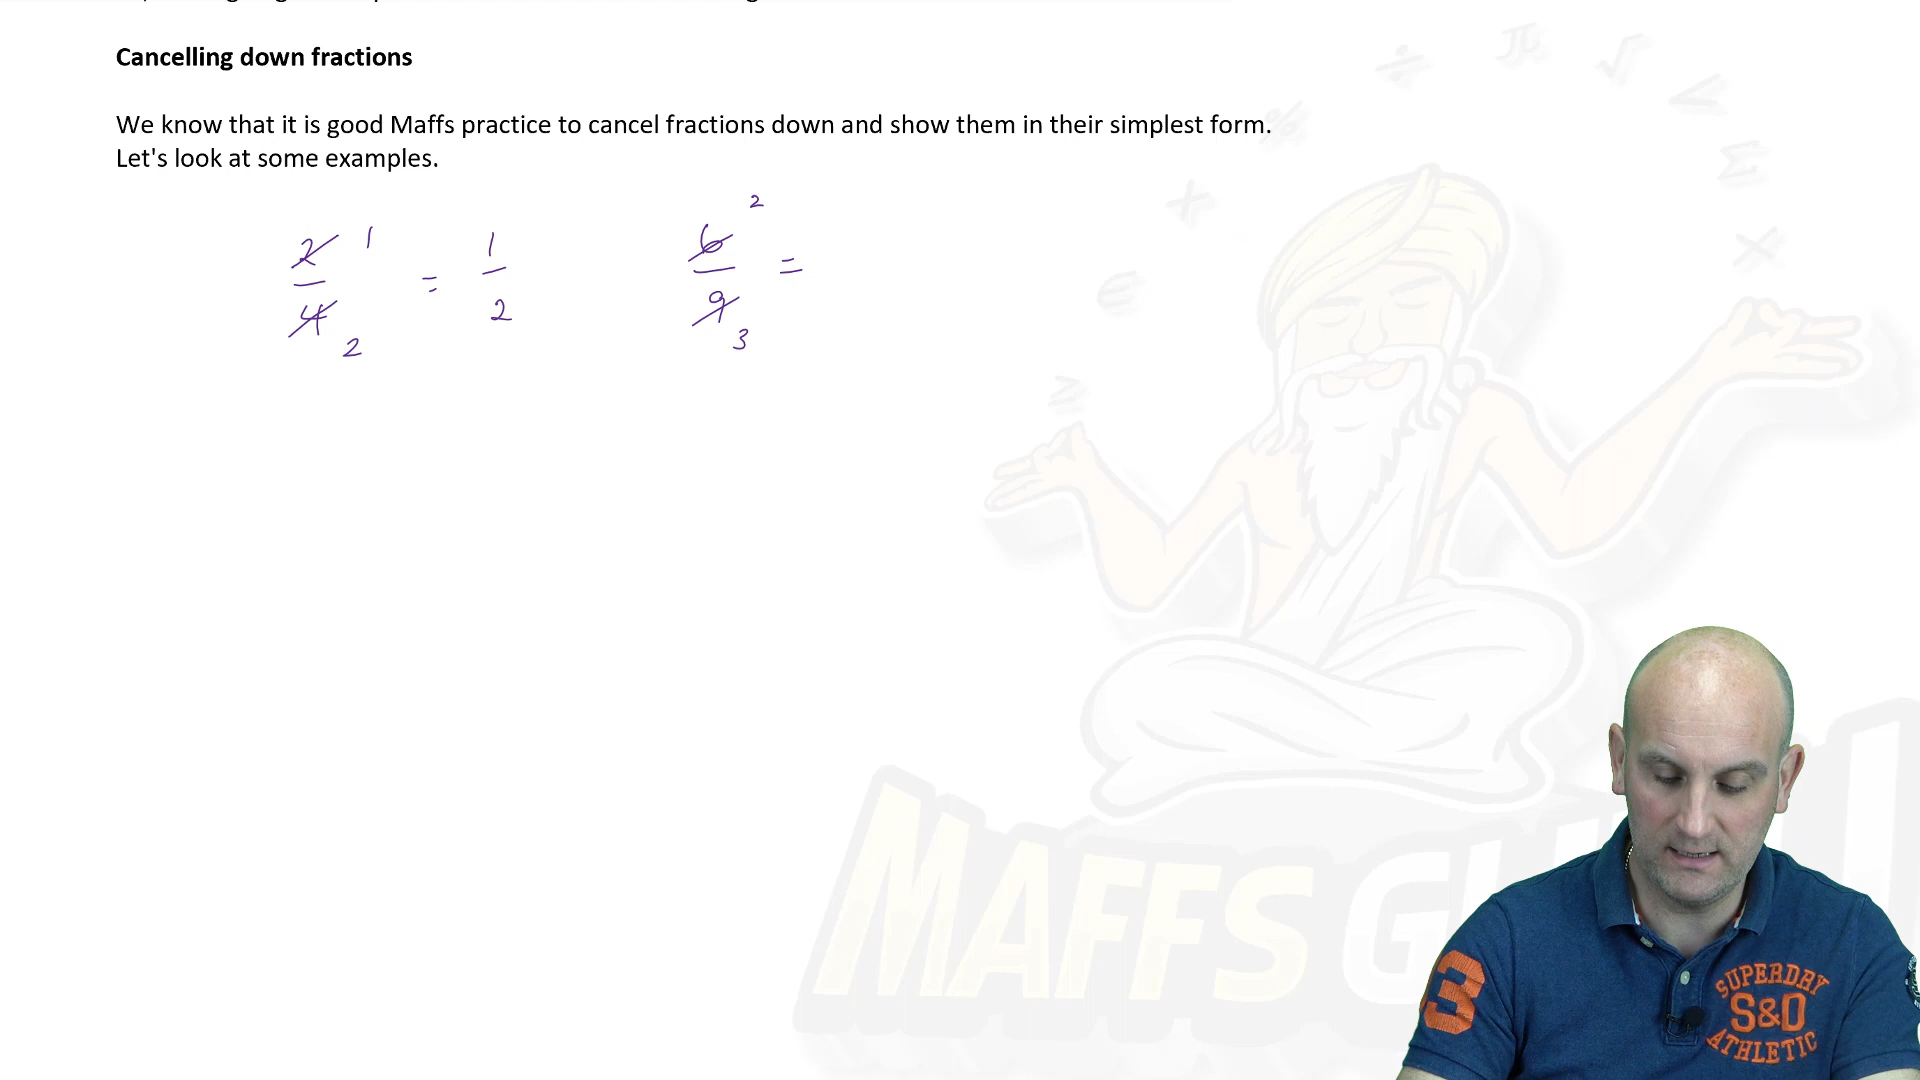 Cancelling down fractions
We know that it is good Maffs practice to cancel fractions down and show them in their simplest form.
Let's look at some examples.
2 1 / 4 2 = 1 / 2
6 2 / 9 3 =
% ÷ π √ < Σ × + € z
MAFFS G
3
SUPERDRY
S&O
ATHLETIC